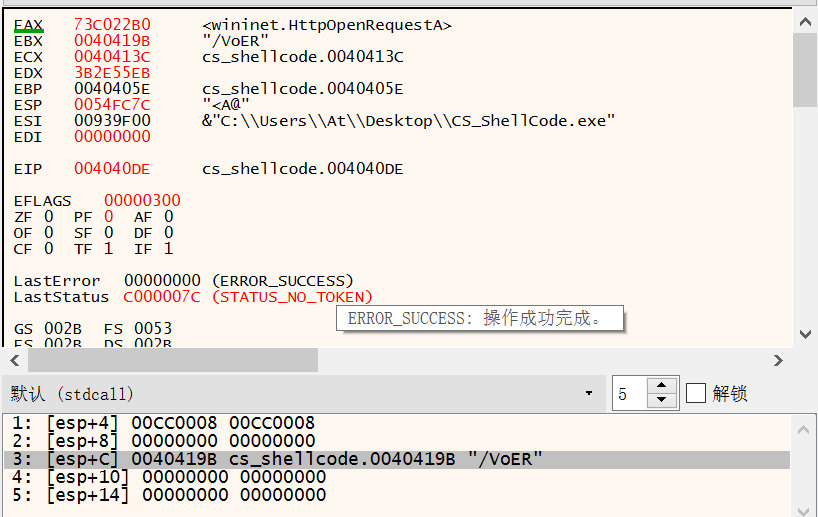 EAX 73C022B0 <wininet.HttpOpenRequestA>
EBX 0040419B "/VoER"
ECX 0040413C cs_shellcode.0040413C
EDX 3B2E55EB
EBP 0040405E cs_shellcode.0040405E
ESP 0054FC7C "<A@"
ESI 00939F00 &"C:\\Users\\At\\Desktop\\CS_ShellCode.exe"
EDI 00000000
EIP 004040DE cs_shellcode.004040DE
EFLAGS 00000300
ZF 0 PF 0 AF 0
OF 0 SF 0 DF 0
CF 0 TF 1 IF 1
LastError 00000000 (ERROR_SUCCESS)
LastStatus C000007C (STATUS_NO_TOKEN)
ERROR_SUCCESS: 操作成功完成。
GS 002B FS 0053
ES 002B DS 002B
默认 (stdcall) 5 解锁
1: [esp+4] 00CC0008 00CC0008
2: [esp+8] 00000000 00000000
3: [esp+C] 0040419B cs_shellcode.0040419B "/VoER"
4: [esp+10] 00000000 00000000
5: [esp+14] 00000000 00000000